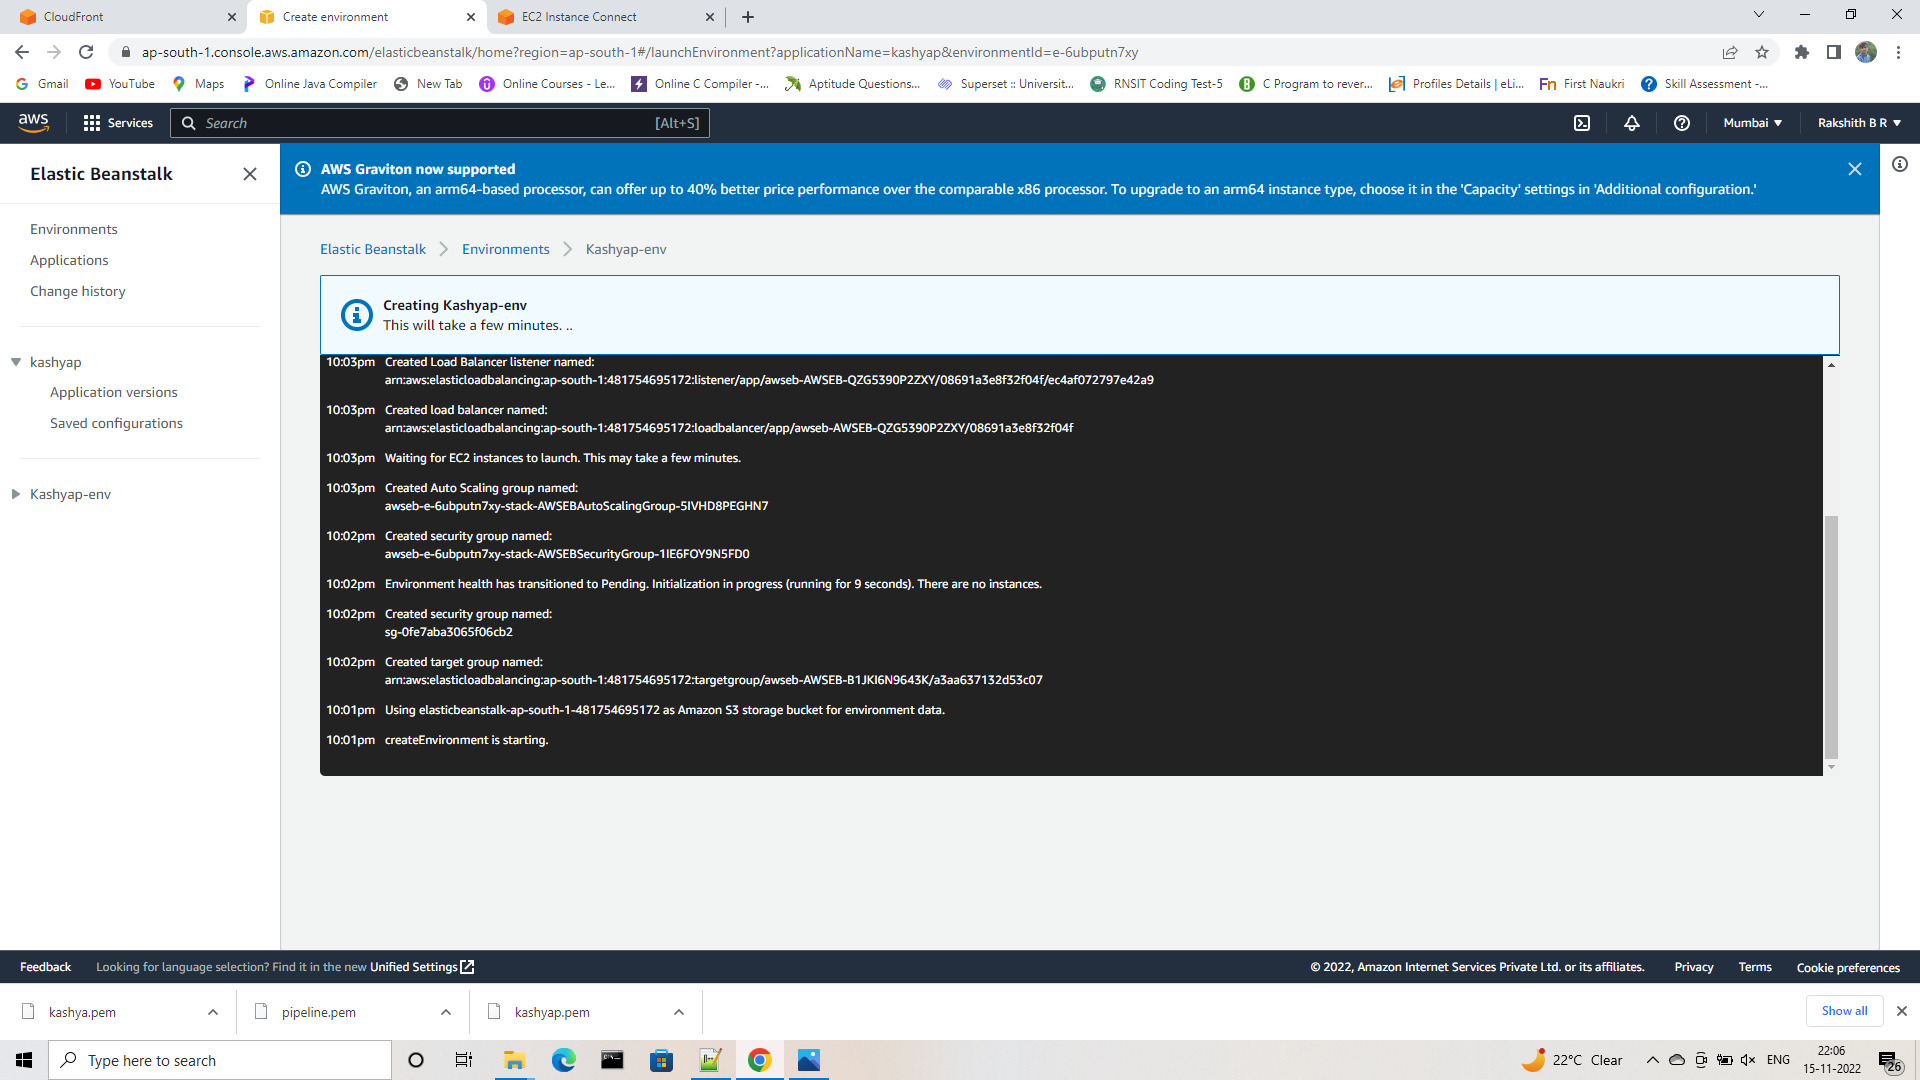 CloudFront
Create environment
EC2 Instance Connect
ap-south-1.console.aws.amazon.com/elasticbeanstalk/home?region=ap-south-1#/launchEnvironment?applicationName=kashyap&environmentId=e-6ubputn7xy
Gmail
YouTube
Maps
Online Java Compiler
New Tab
Online Courses - Le...
Online C Compiler -...
Aptitude Questions...
Superset :: Universit...
RNSIT Coding Test-5
C Program to rever...
Profiles Details | eLi...
First Naukri
Skill Assessment -...
aws
Services
Search
[Alt+S]
Mumbai
Rakshith B R
Elastic Beanstalk
Environments
Applications
Change history
kashyap
Application versions
Saved configurations
Kashyap-env
AWS Graviton now supported
AWS Graviton, an arm64-based processor, can offer up to 40% better price performance over the comparable x86 processor. To upgrade to an arm64 instance type, choose it in the 'Capacity' settings in 'Additional configuration.'
Elastic Beanstalk
Environments
Kashyap-env
Creating Kashyap-env
This will take a few minutes. ..
10:03pm Created Load Balancer listener named:
arn:aws:elasticloadbalancing:ap-south-1:481754695172:listener/app/awseb-AWSEB-QZG5390P2ZXY/08691a3e8f32f04f/ec4af072797e42a9
10:03pm Created load balancer named:
arn:aws:elasticloadbalancing:ap-south-1:481754695172:loadbalancer/app/awseb-AWSEB-QZG5390P2ZXY/08691a3e8f32f04f
10:03pm Waiting for EC2 instances to launch. This may take a few minutes.
10:03pm Created Auto Scaling group named:
awseb-e-6ubputn7xy-stack-AWSEBAutoScalingGroup-5IVHD8PEGHN7
10:02pm Created security group named:
awseb-e-6ubputn7xy-stack-AWSEBSecurityGroup-1IE6FOY9N5FD0
10:02pm Environment health has transitioned to Pending. Initialization in progress (running for 9 seconds). There are no instances.
10:02pm Created security group named:
sg-0fe7aba3065f06cb2
10:02pm Created target group named:
arn:aws:elasticloadbalancing:ap-south-1:481754695172:targetgroup/awseb-AWSEB-B1JKI6N9643K/a3aa637132d53c07
10:01pm Using elasticbeanstalk-ap-south-1-481754695172 as Amazon S3 storage bucket for environment data.
10:01pm createEnvironment is starting.
Feedback
Looking for language selection? Find it in the new Unified Settings
© 2022, Amazon Internet Services Private Ltd. or its affiliates.
Privacy
Terms
Cookie preferences
kashya.pem
pipeline.pem
kashyap.pem
Show all
Type here to search
22°C Clear
ENG
22:06
15-11-2022
26